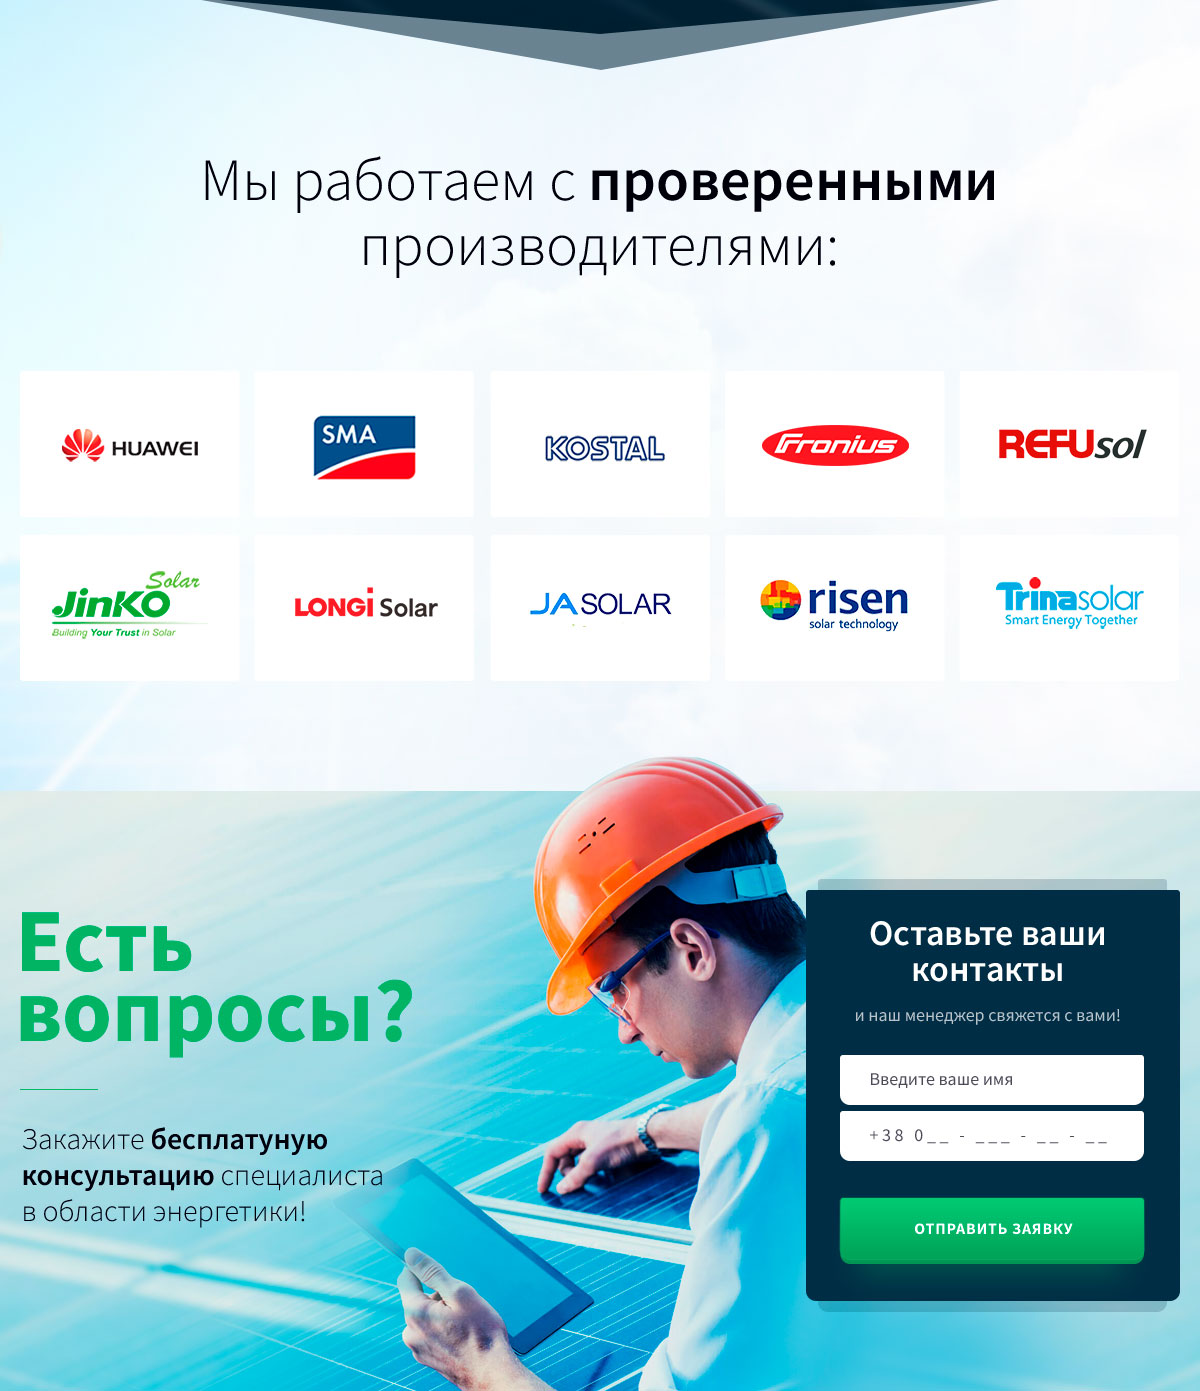 Мы работаем с проверенными
производителями:
HUAWEI
SMA
KOSTAL
Fronius
REFUsol
Solar
JinKO
Building Your Trust in Solar
LONGi Solar
JA SOLAR
risen
solar technology
Trinasolar
Smart Energy Together
Есть
вопросы?
Закажите бесплатуную
консультацию специалиста
в области энергетики!
Оставьте ваши
контакты
и наш менеджер свяжется с вами!
Введите ваше имя
+38 0__ - ___ - __ - __
ОТПРАВИТЬ ЗАЯВКУ